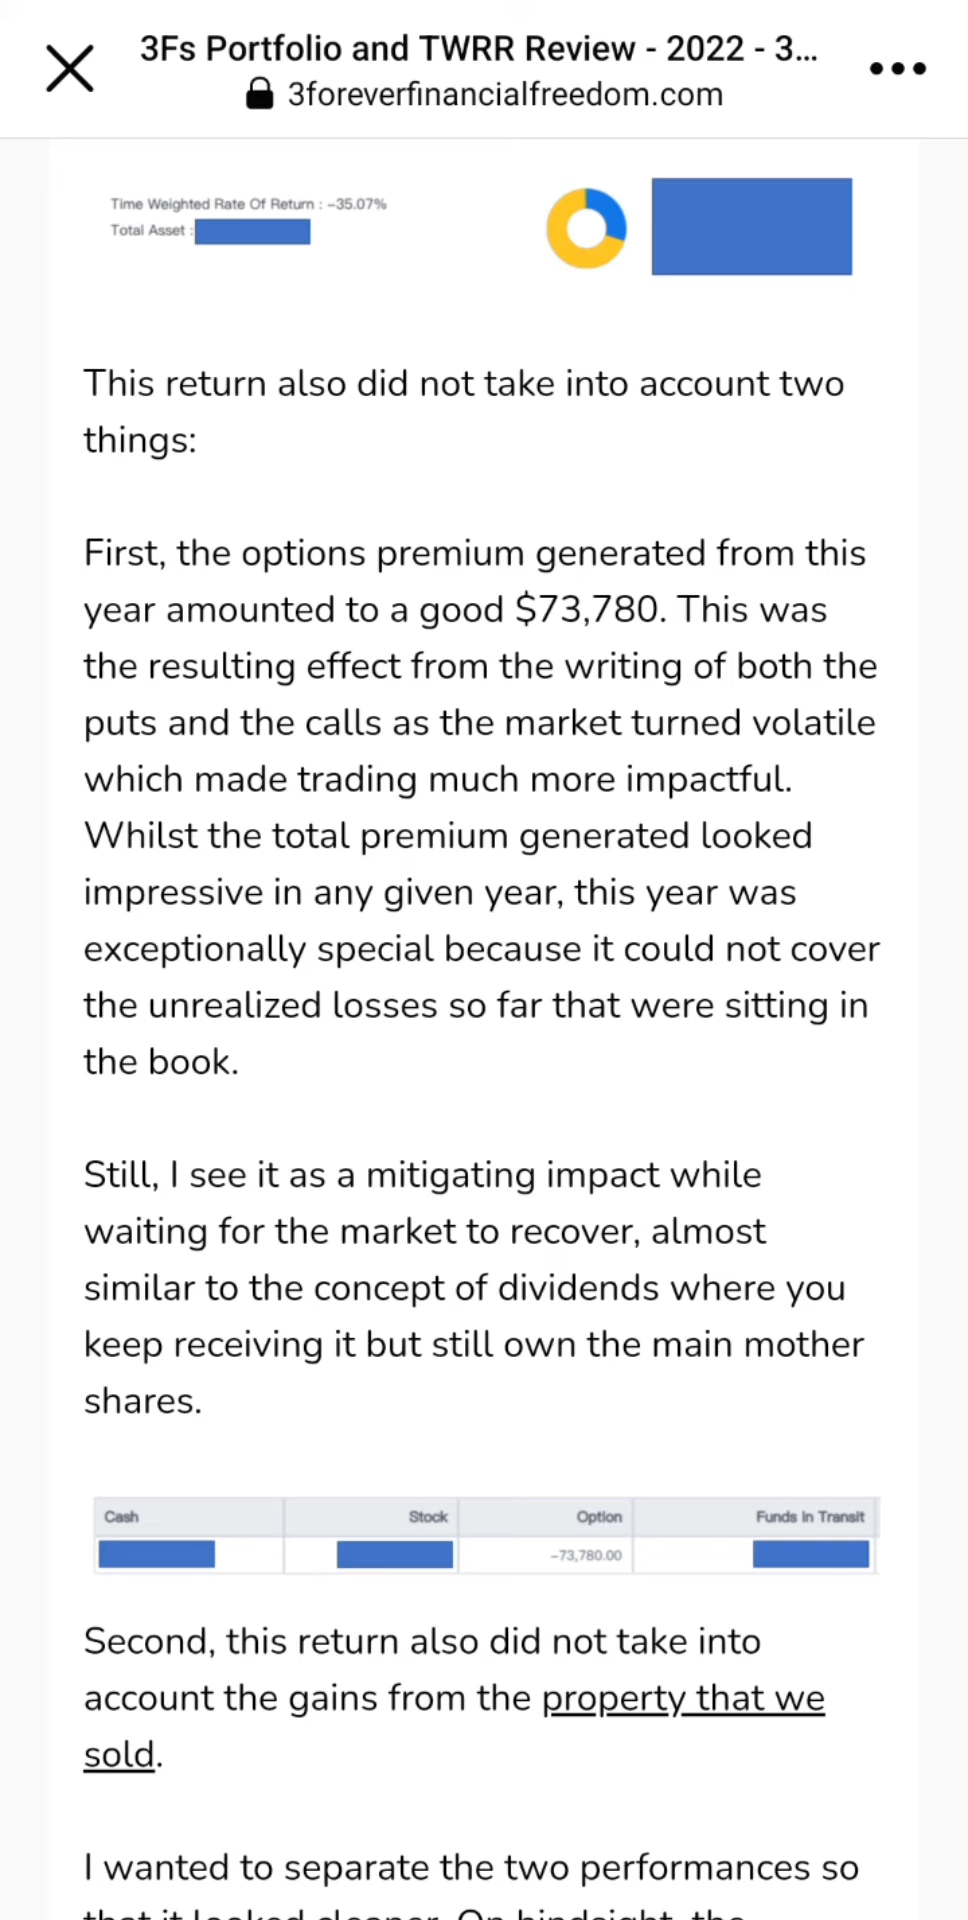 3Fs Portfolio and TWRR Review - 2022 - 3...
3foreverfinancialfreedom.com
Time Weighted Rate Of Return : -35.07%
Total Asset :
This return also did not take into account two
things:
First, the options premium generated from this
year amounted to a good $73,780. This was
the resulting effect from the writing of both the
puts and the calls as the market turned volatile
which made trading much more impactful.
Whilst the total premium generated looked
impressive in any given year, this year was
exceptionally special because it could not cover
the unrealized losses so far that were sitting in
the book.
Still, I see it as a mitigating impact while
waiting for the market to recover, almost
similar to the concept of dividends where you
keep receiving it but still own the main mother
shares.
Cash Stock Option Funds In Transit
-73,780.00
Second, this return also did not take into
account the gains from the property that we
sold.
I wanted to separate the two performances so
that it looked cleaner. On hindsight, the